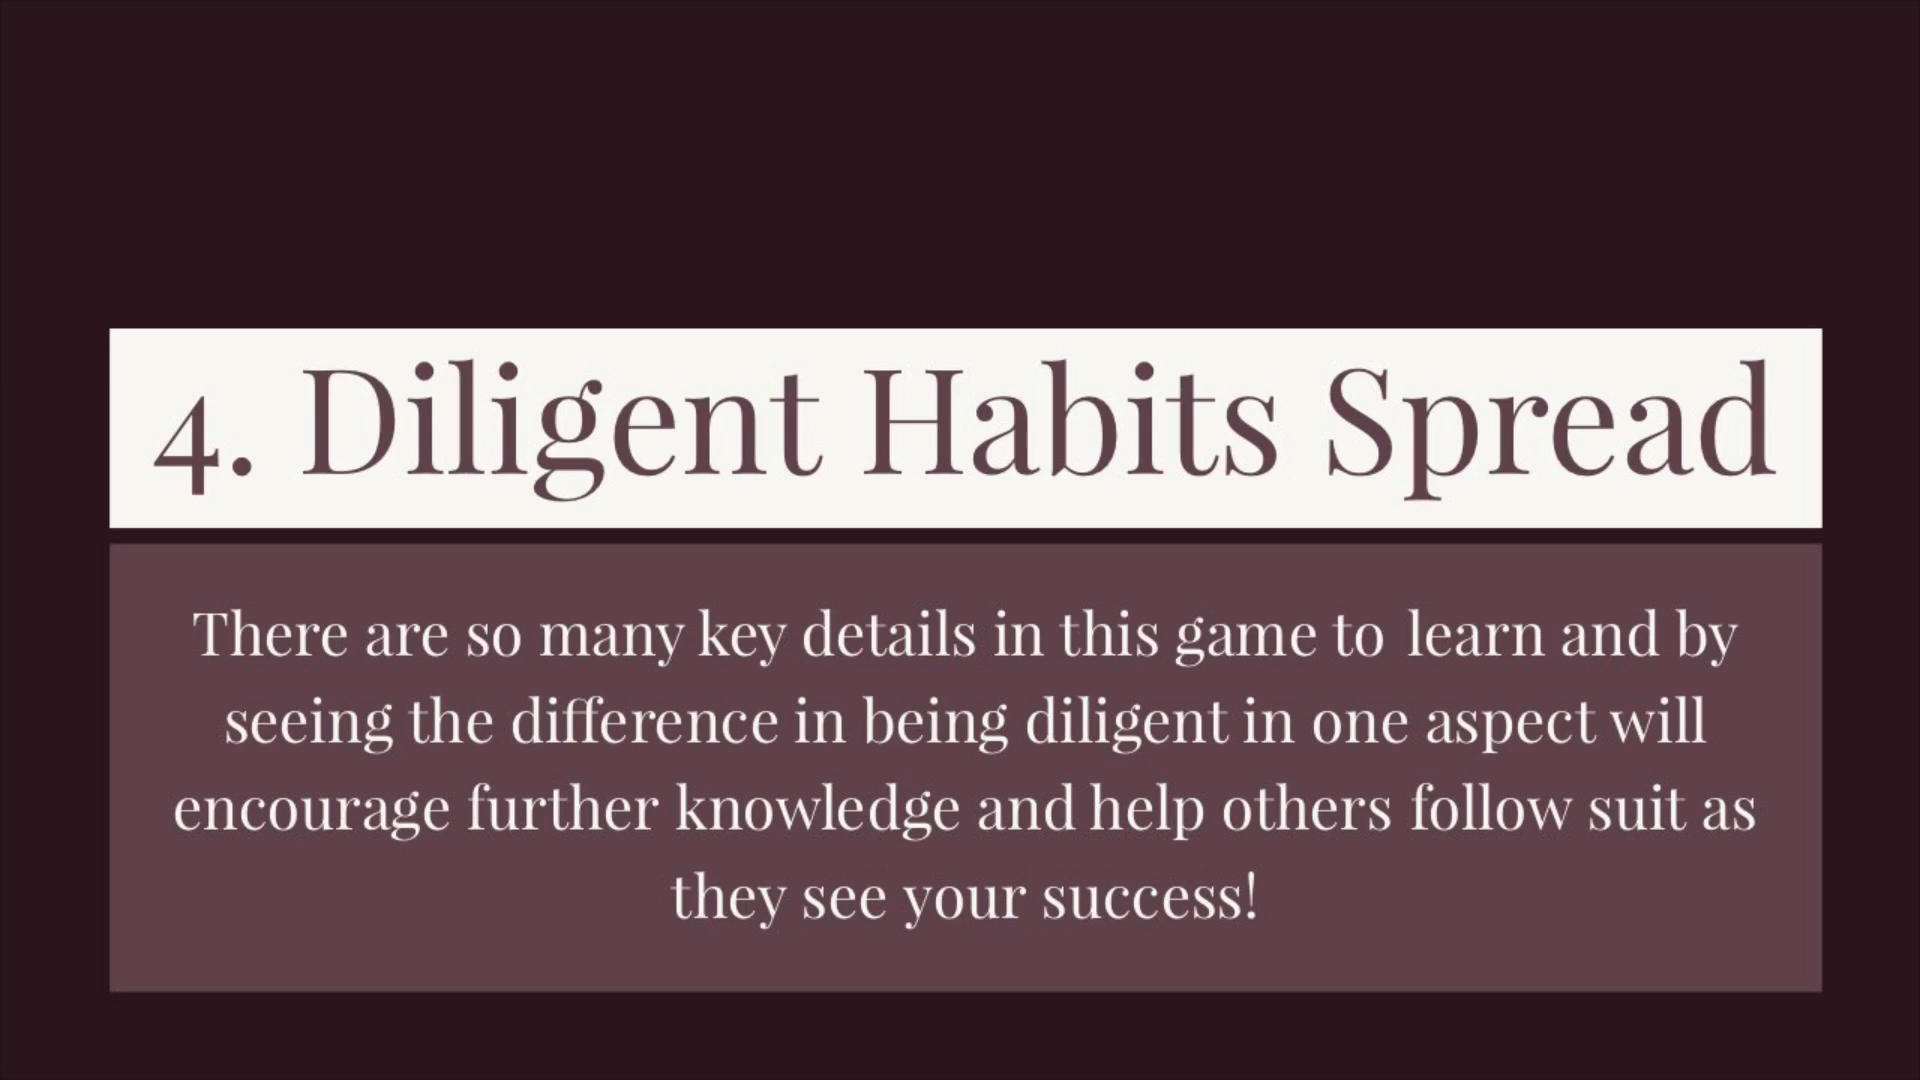 4. Diligent Habits Spread
There are so many key details in this game to learn and by
seeing the difference in being diligent in one aspect will
encourage further knowledge and help others follow suit as
they see your success!